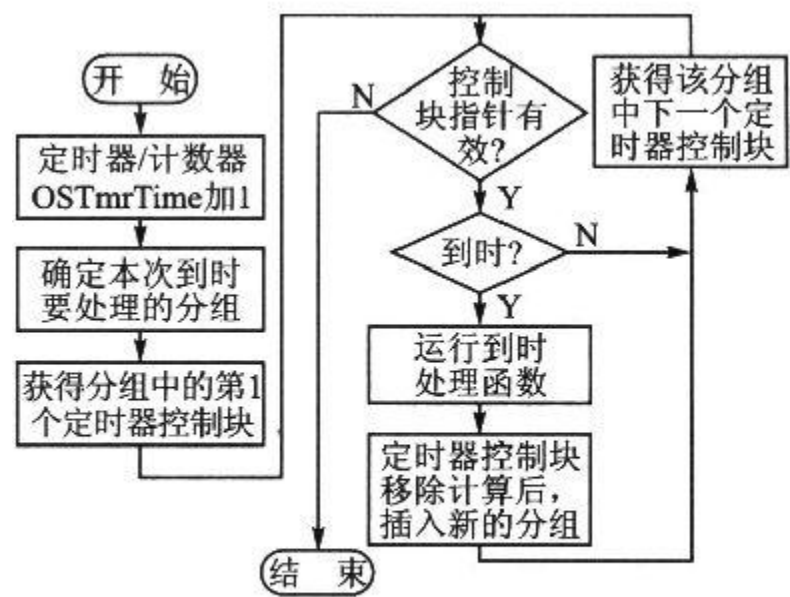 开 始
定时器/计数器
OSTmrTime加1
确定本次到时
要处理的分组
获得分组中的第1
个定时器控制块
控制
块指针有
效?
N
Y
到时?
N
Y
运行到时
处理函数
定时器控制块
移除计算后，
插入新的分组
获得该分组
中下一个定
时器控制块
结 束